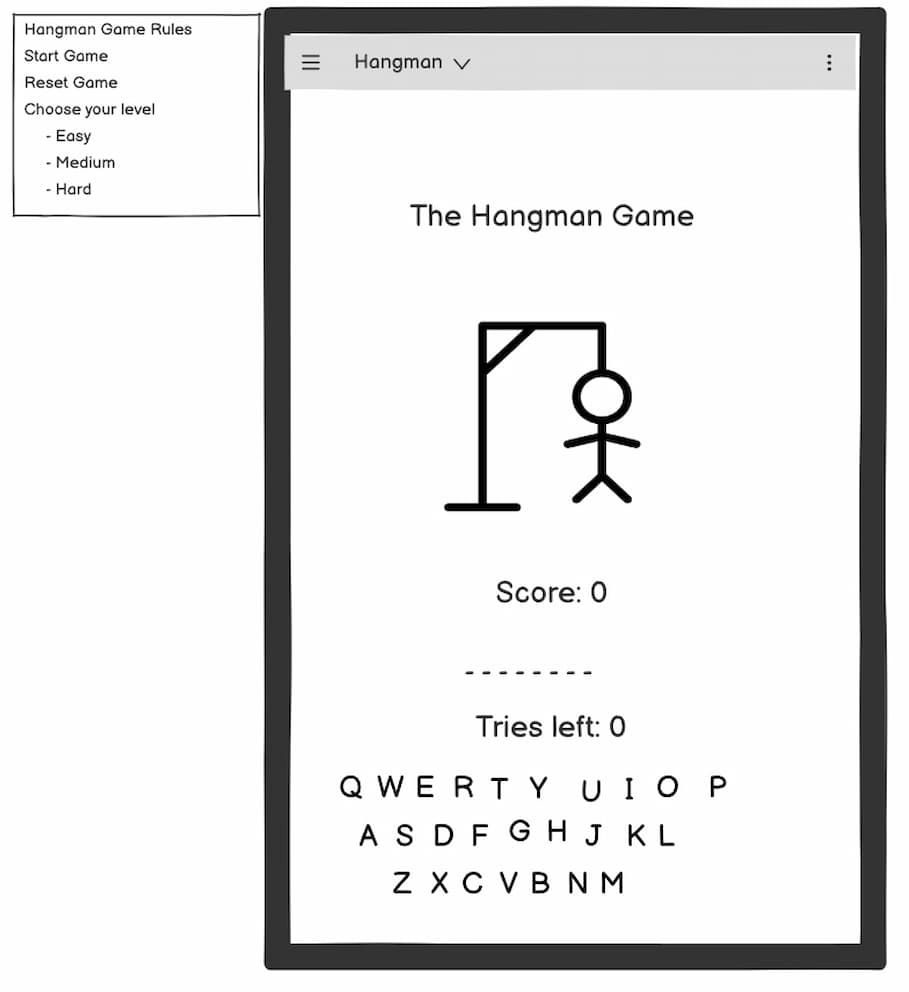 Hangman Game Rules
Start Game
Reset Game
Choose your level
- Easy
- Medium
- Hard
Hangman
The Hangman Game
Score: 0
- - - - - - - -
Tries left: 0
Q W E R T Y U I O P
A S D F G H J K L
Z X C V B N M